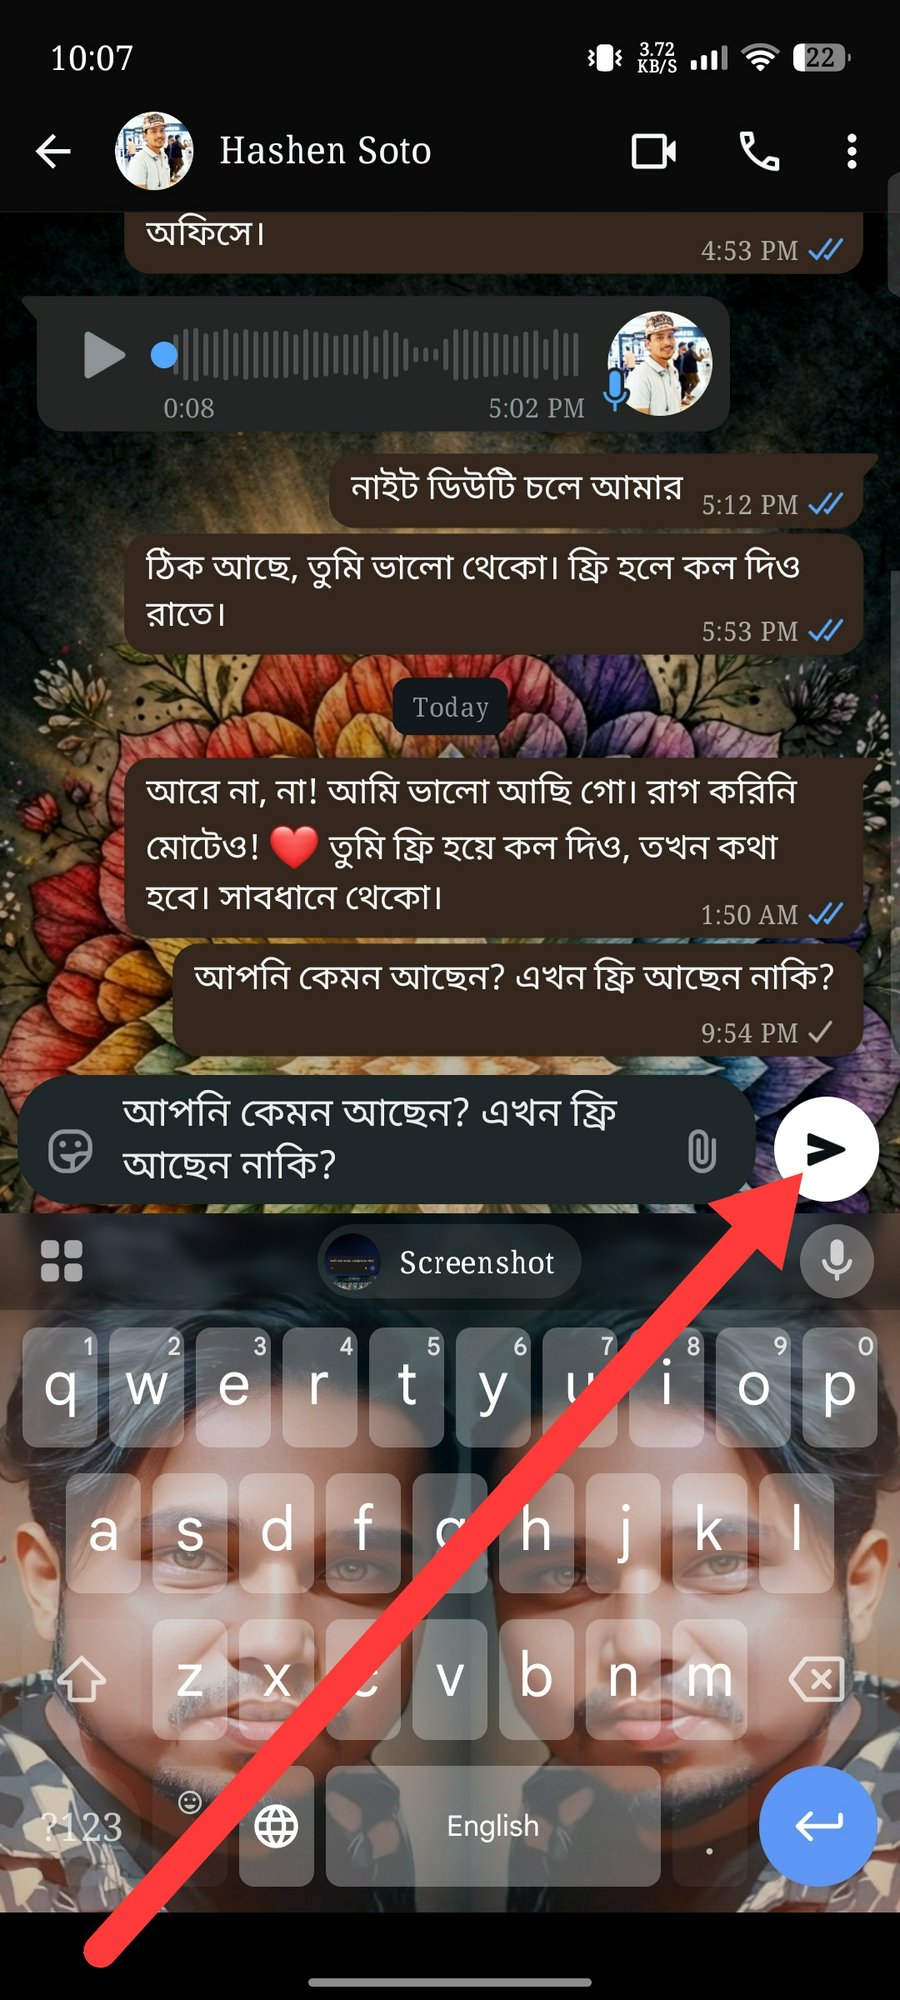 10:07
3.72
KB/S
22
Hashen Soto
অফিসে।
4:53 PM
0:08
5:02 PM
নাইট ডিউটি চলে আমার
5:12 PM
ঠিক আছে, তুমি ভালো থেকো। ফ্রি হলে কল দিও
রাতে।
5:53 PM
Today
আরে না, না! আমি ভালো আছি গো। রাগ করিনি
মোটেও! ❤️ তুমি ফ্রি হয়ে কল দিও, তখন কথা
হবে। সাবধানে থেকো।
1:50 AM
আপনি কেমন আছেন? এখন ফ্রি আছেন নাকি?
9:54 PM
আপনি কেমন আছেন? এখন ফ্রি
আছেন নাকি?
Screenshot
1 2 3 4 5 6 7 8 9 0
q w e r t y u i o p
a s d f g h j k l
z x c v b n m
?123
English
.